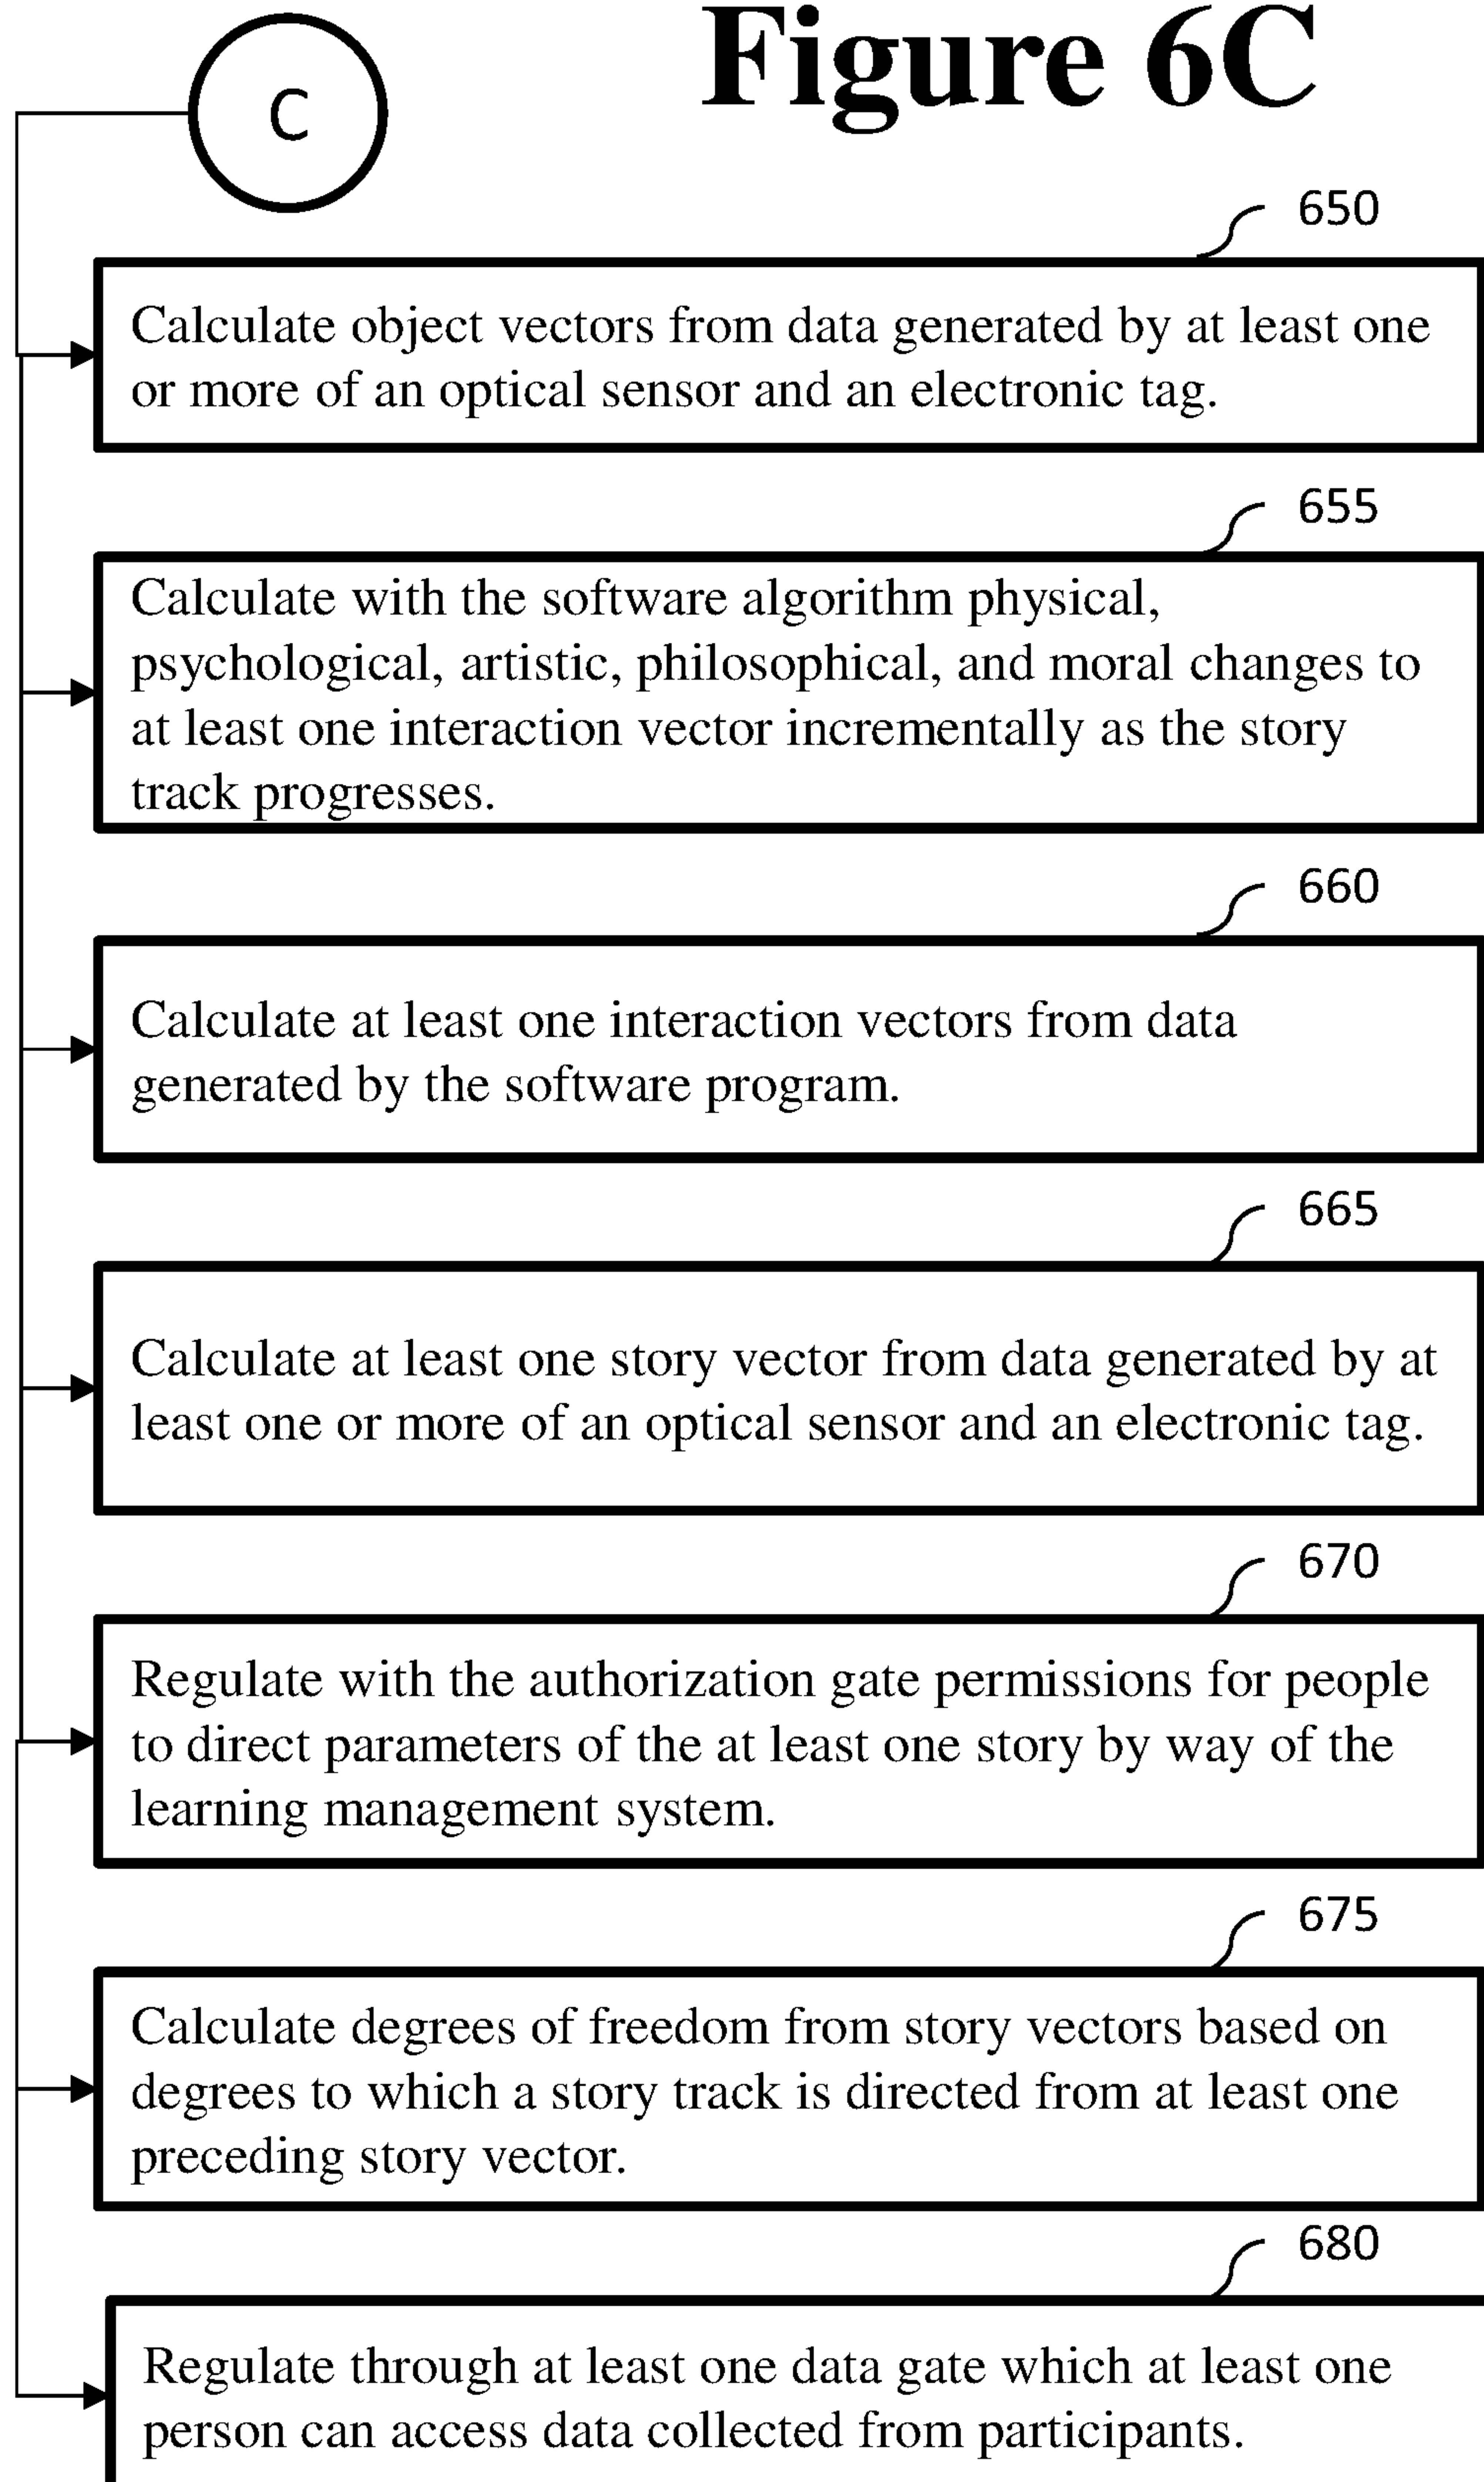 Figure 6C
C
650
Calculate object vectors from data generated by at least one
or more of an optical sensor and an electronic tag.
655
Calculate with the software algorithm physical,
psychological, artistic, philosophical, and moral changes to
at least one interaction vector incrementally as the story
track progresses.
660
Calculate at least one interaction vectors from data
generated by the software program.
665
Calculate at least one story vector from data generated by at
least one or more of an optical sensor and an electronic tag.
670
Regulate with the authorization gate permissions for people
to direct parameters of the at least one story by way of the
learning management system.
675
Calculate degrees of freedom from story vectors based on
degrees to which a story track is directed from at least one
preceding story vector.
680
Regulate through at least one data gate which at least one
person can access data collected from participants.